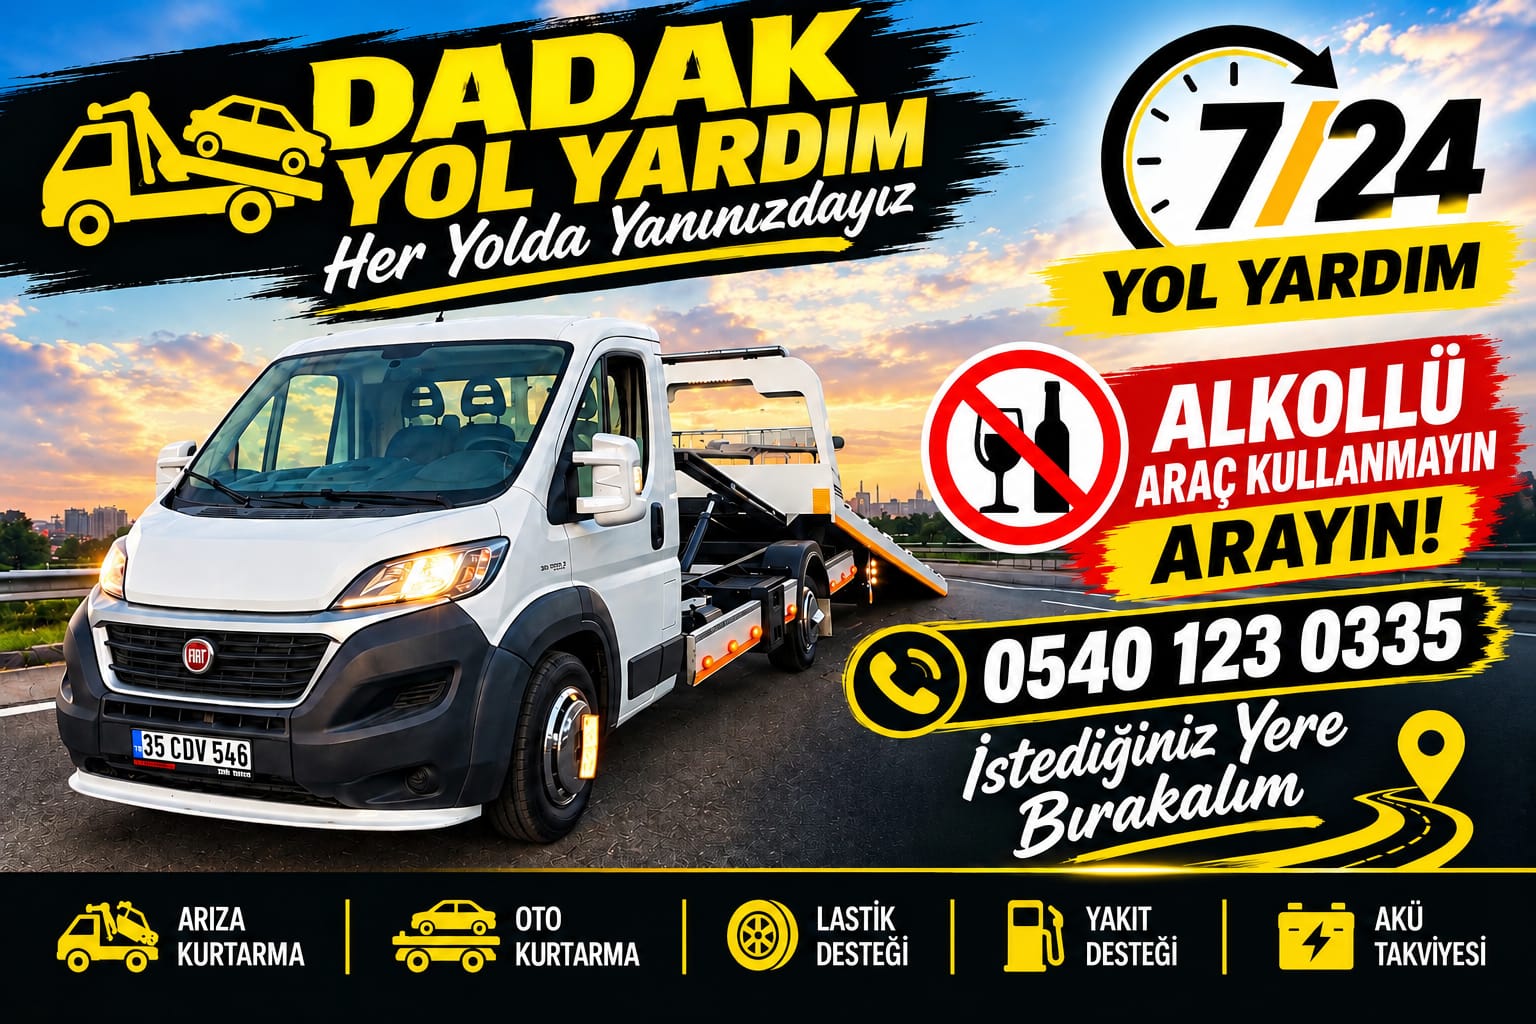 DADAK
YOL YARDIM
Her Yolda Yanınızdayız
7/24
YOL YARDIM
ALKOLLÜ
ARAÇ KULLANMAYIN
ARAYIN!
0540 123 0335
İstediğiniz Yere
Bırakalım
FIAT
35 CDV 546
ARIZA
KURTARMA
OTO
KURTARMA
LASTİK
DESTEĞİ
YAKIT
DESTEĞİ
AKÜ
TAKVİYESİ